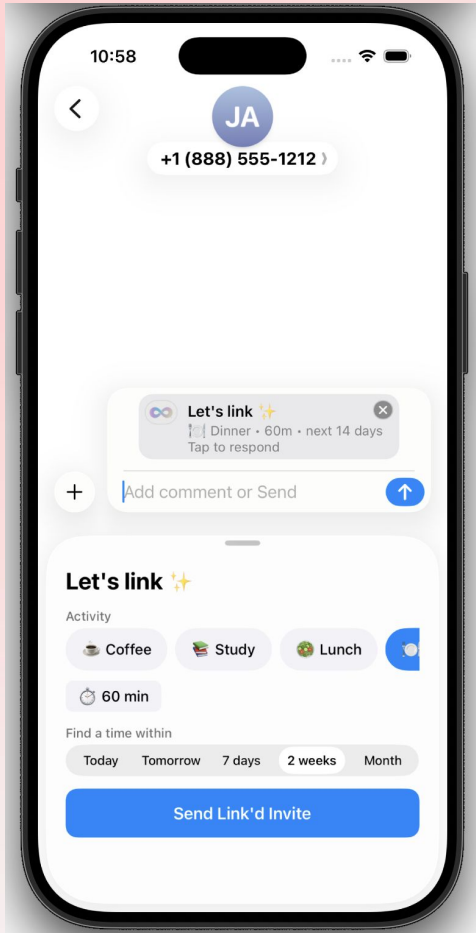 10:58
JA
+1 (888) 555-1212 ›
Let's link ✨
🍽️ Dinner • 60m • next 14 days
Tap to respond
Add comment or Send
Let's link ✨
Activity
☕ Coffee 📚 Study 🥗 Lunch 🍽️
⏱ 60 min
Find a time within
Today Tomorrow 7 days 2 weeks Month
Send Link'd Invite